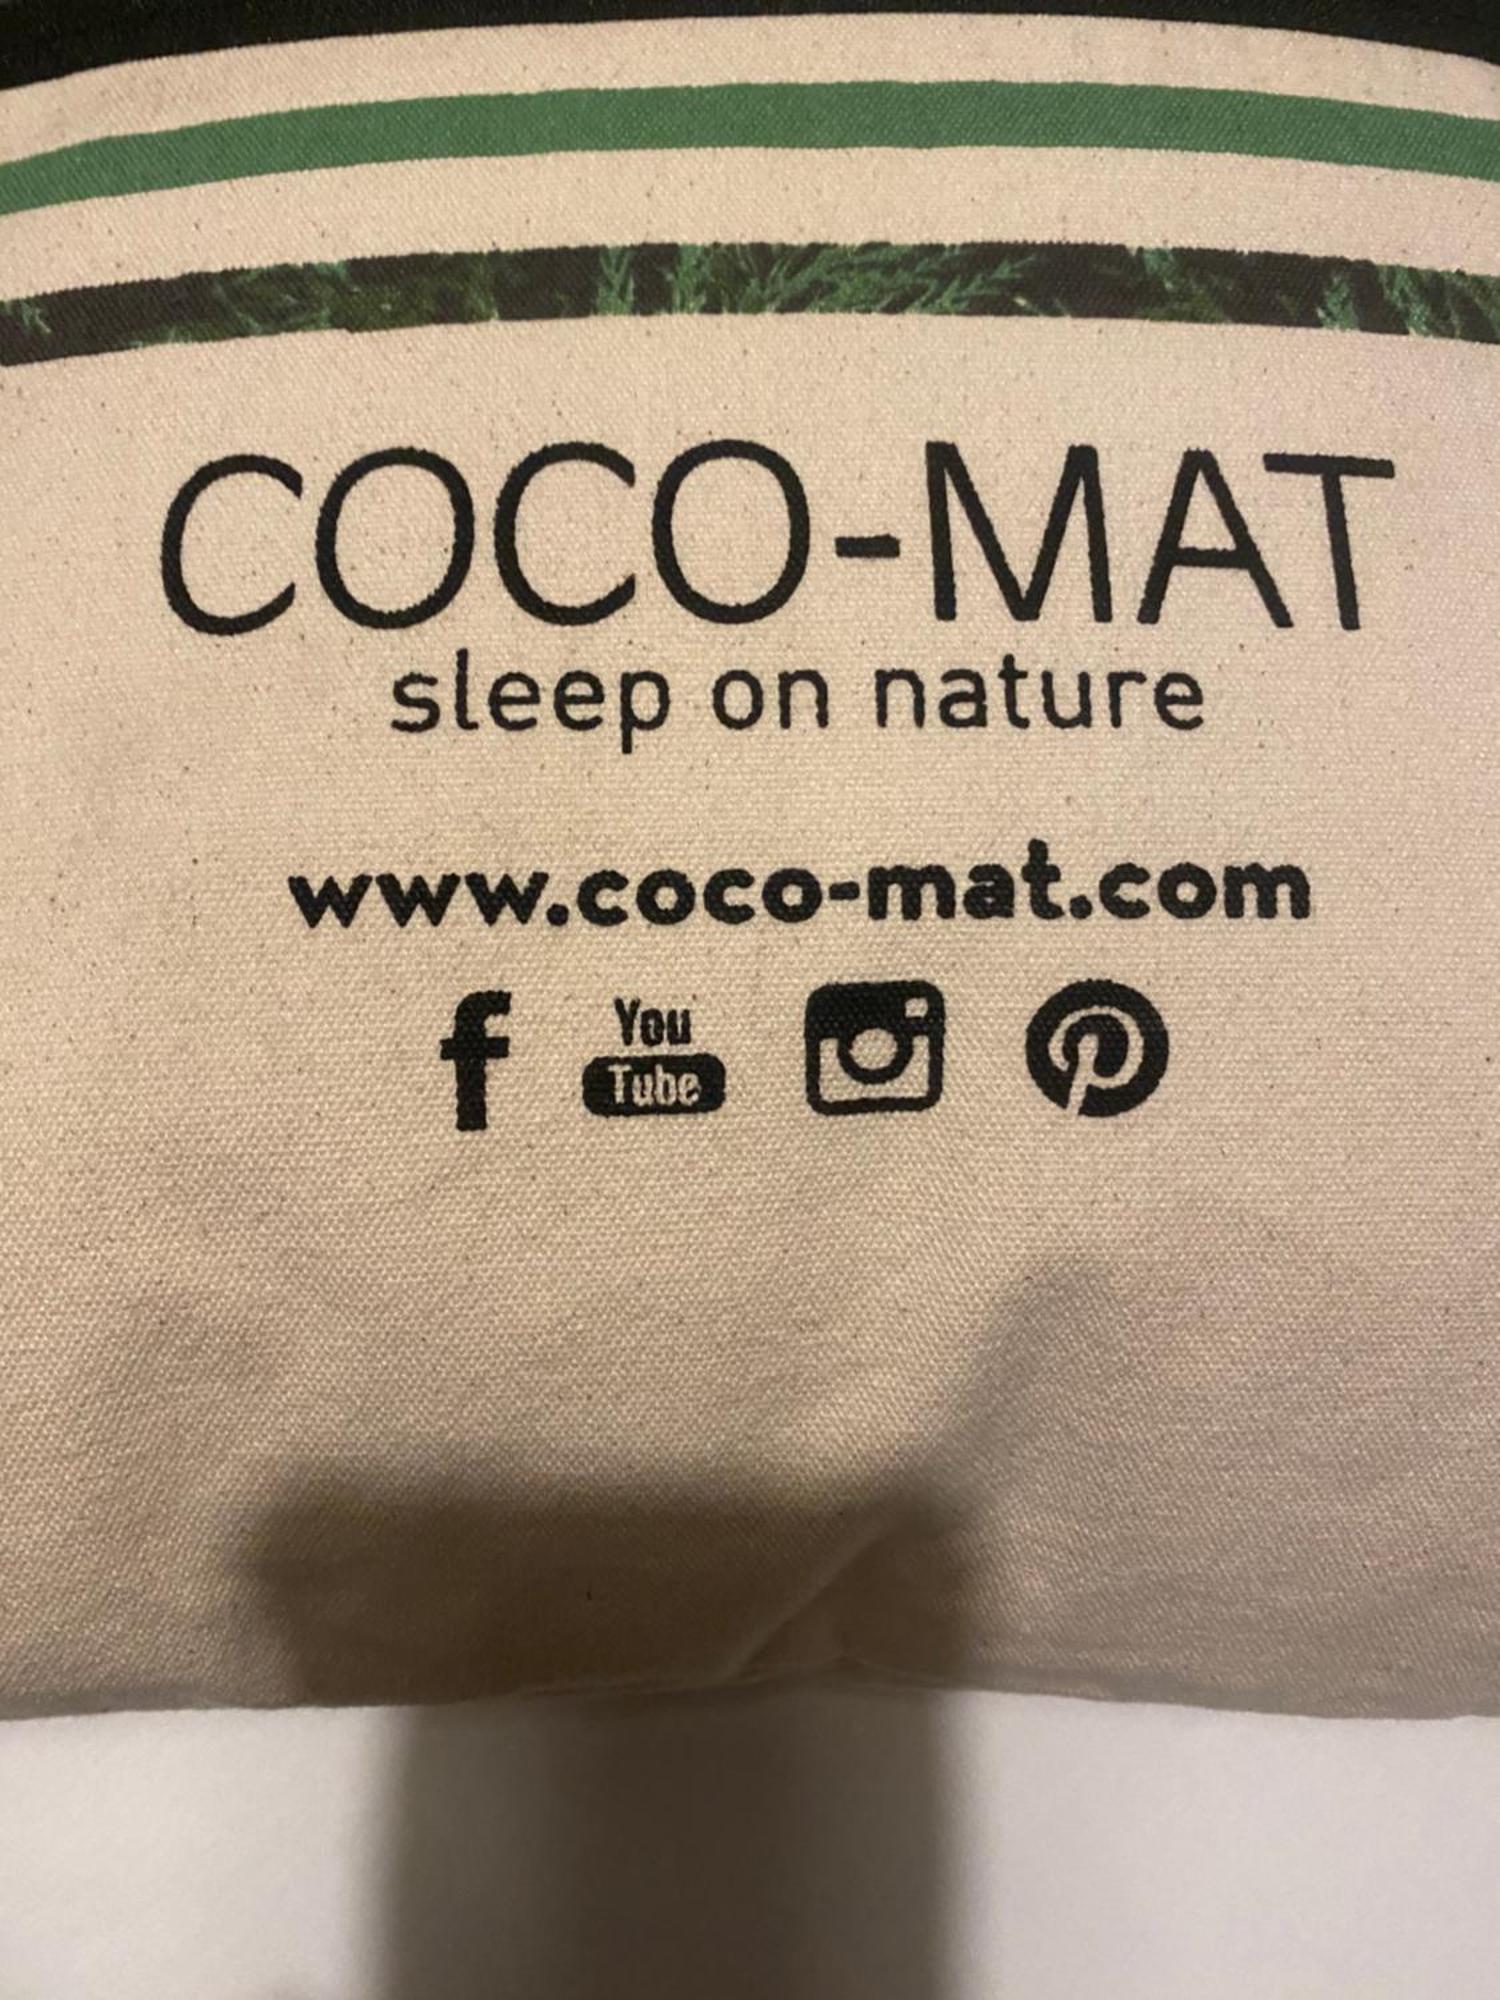 COCO-MAT
sleep on nature
www.coco-mat.com
f You Tube